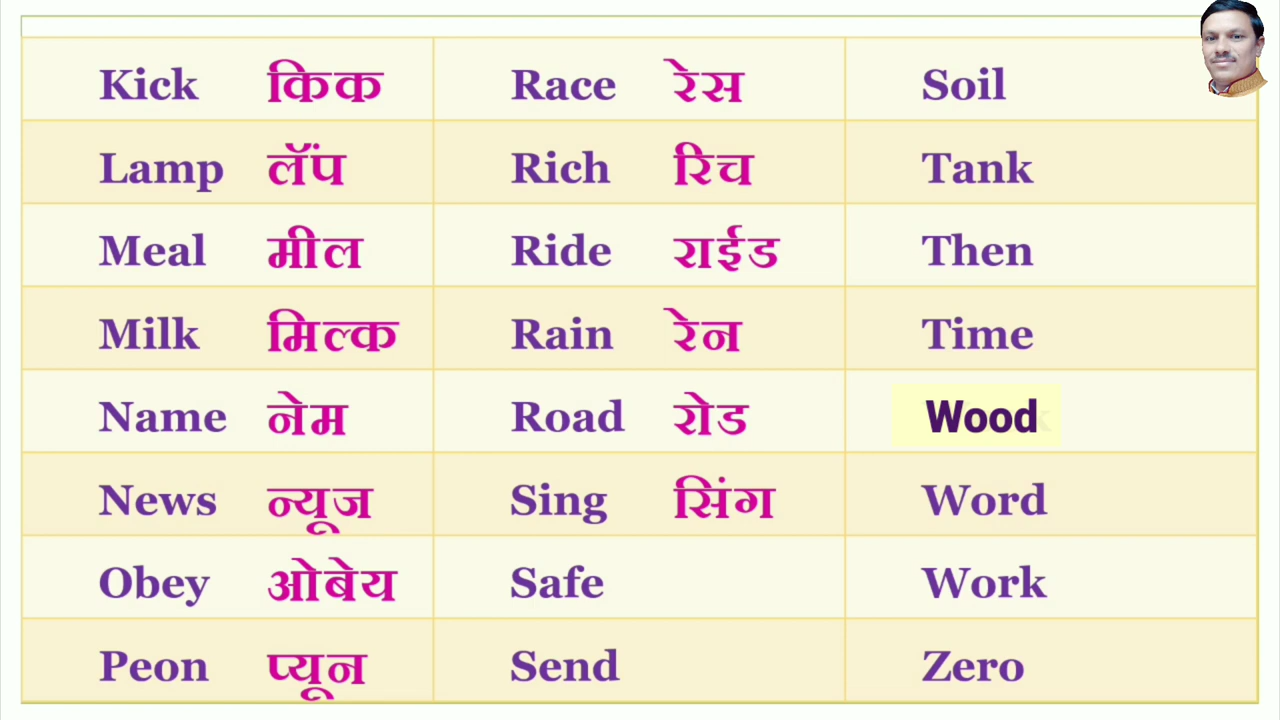 Kick किक Race रेस Soil
Lamp लॅंप Rich रिच Tank
Meal मील Ride राईड Then
Milk मिल्क Rain रेन Time
Name नेम Road रोड Wood
News न्यूज Sing सिंग Word
Obey ओबेय Safe Work
Peon प्यून Send Zero